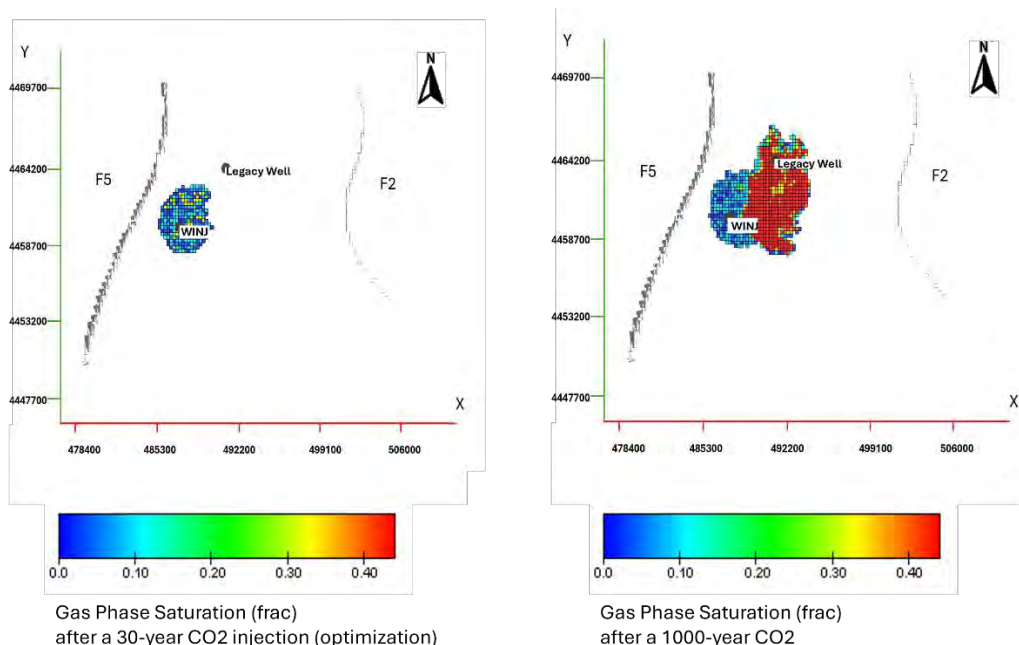 Y
N
4469700
4464200
F5
Legacy Well
F2
WINJ
4458700
4453200
4447700
X
478400 485300 492200 499100 506000
0.0 0.10 0.20 0.30 0.40
Gas Phase Saturation (frac)
after a 30-year CO2 injection (optimization)
Y
N
4469700
4464200
Legacy Well
F5
F2
WINJ
4458700
4453200
4447700
X
478400 485300 492200 499100 506000
0.0 0.10 0.20 0.30 0.40
Gas Phase Saturation (frac)
after a 1000-year CO2